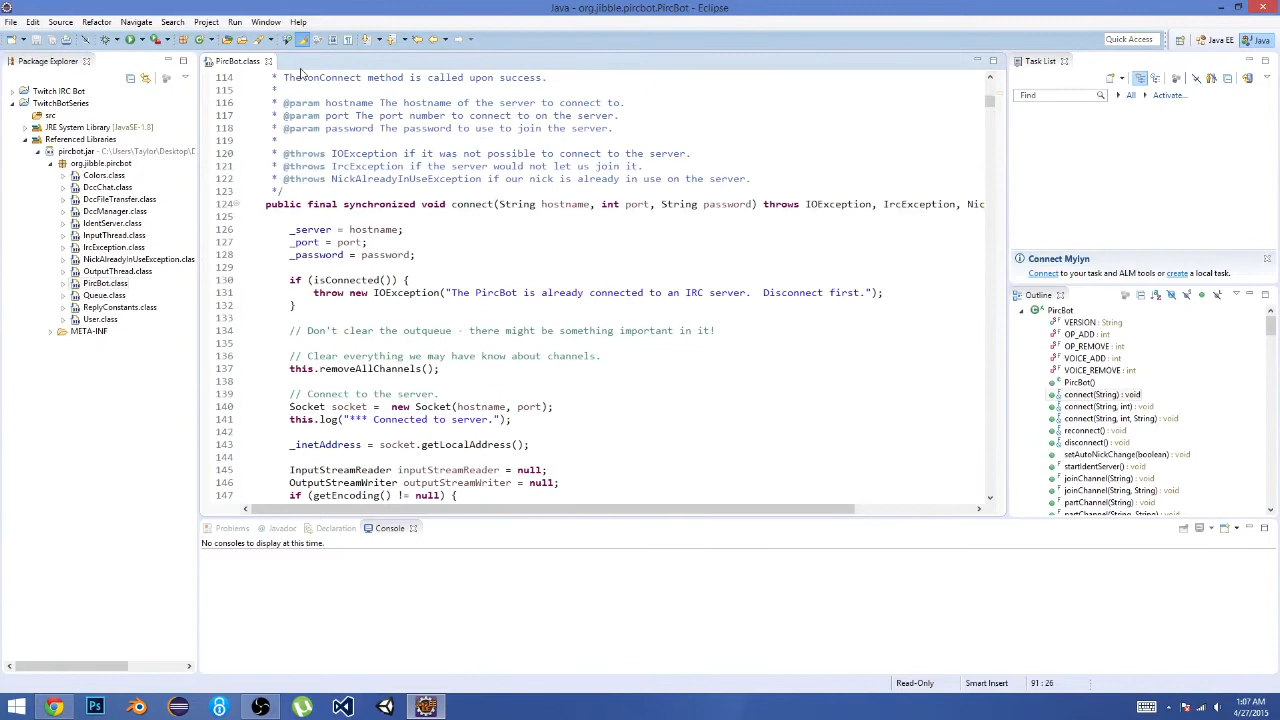 Java - org.jibble.pircbot.PircBot - Eclipse
File Edit Source Refactor Navigate Search Project Run Window Help
Quick Access
Java EE
Java
Package Explorer
Twitch IRC Bot
TwitchBotSeries
src
JRE System Library [JavaSE-1.8]
Referenced Libraries
pircbot.jar - C:\Users\Taylor\Desktop\D
org.jibble.pircbot
Colors.class
DccChat.class
DccFileTransfer.class
DccManager.class
IdentServer.class
InputThread.class
IrcException.class
NickAlreadyInUseException.class
OutputThread.class
PircBot.class
Queue.class
ReplyConstants.class
User.class
META-INF
PircBot.class
114 * The onConnect method is called upon success.
115 *
116 * @param hostname The hostname of the server to connect to.
117 * @param port The port number to connect to on the server.
118 * @param password The password to use to join the server.
119 *
120 * @throws IOException if it was not possible to connect to the server.
121 * @throws IrcException if the server would not let us join it.
122 * @throws NickAlreadyInUseException if our nick is already in use on the server.
123 */
124 public final synchronized void connect(String hostname, int port, String password) throws IOException, IrcException, Nic
125
126 _server = hostname;
127 _port = port;
128 _password = password;
129
130 if (isConnected()) {
131 throw new IOException("The PircBot is already connected to an IRC server.  Disconnect first.");
132 }
133
134 // Don't clear the outqueue - there might be something important in it!
135
136 // Clear everything we may have know about channels.
137 this.removeAllChannels();
138
139 // Connect to the server.
140 Socket socket =  new Socket(hostname, port);
141 this.log("*** Connected to server.");
142
143 _inetAddress = socket.getLocalAddress();
144
145 InputStreamReader inputStreamReader = null;
146 OutputStreamWriter outputStreamWriter = null;
147 if (getEncoding() != null) {
Problems @ Javadoc Declaration Console
No consoles to display at this time.
Task List
Find
All
Activate...
Connect Mylyn
Connect to your task and ALM tools or create a local task.
Outline
PircBot
VERSION : String
OP_ADD : int
OP_REMOVE : int
VOICE_ADD : int
VOICE_REMOVE : int
PircBot()
connect(String) : void
connect(String, int) : void
connect(String, int, String) : void
reconnect() : void
disconnect() : void
setAutoNickChange(boolean) : void
startIdentServer() : void
joinChannel(String) : void
joinChannel(String, String) : void
partChannel(String) : void
partChannel(String, String) : void
Read-Only
Smart Insert
91 : 26
Ps
1:07 AM
4/27/2015